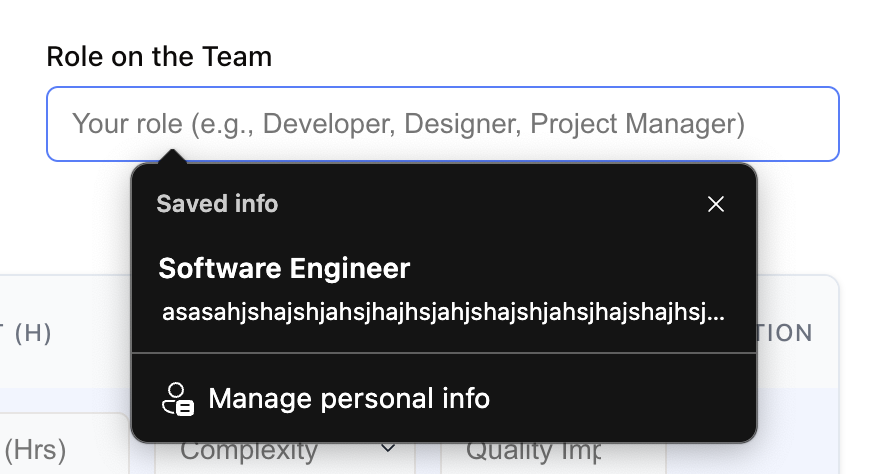 Role on the Team
Your role (e.g., Developer, Designer, Project Manager)
Saved info
Software Engineer
asasahjshajshjahsjhajhsjahjshajshjahsjhajshajhsj...
(H)
TION
Manage personal info
(Hrs)
Complexity
Quality Imp